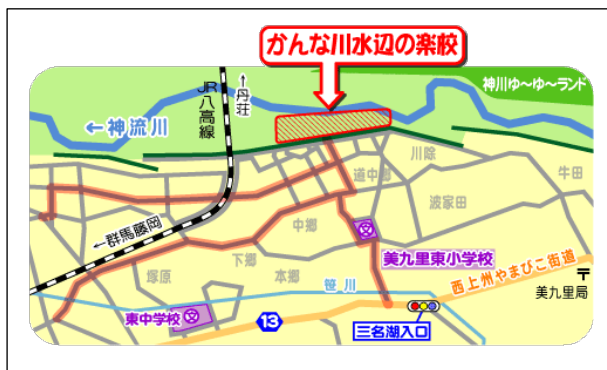 かんな川水辺の楽校
神川ゆ〜ゆ〜ランド
←丹荘
JR八高線
←神流川
川除
道中郷
牛田
波家田
中郷
←群馬藤岡
美九里東小学校
下郷
塚原
本郷
笹川
西上州やまびこ街道
〒
美九里局
東中学校
文
文
13
三名湖入口